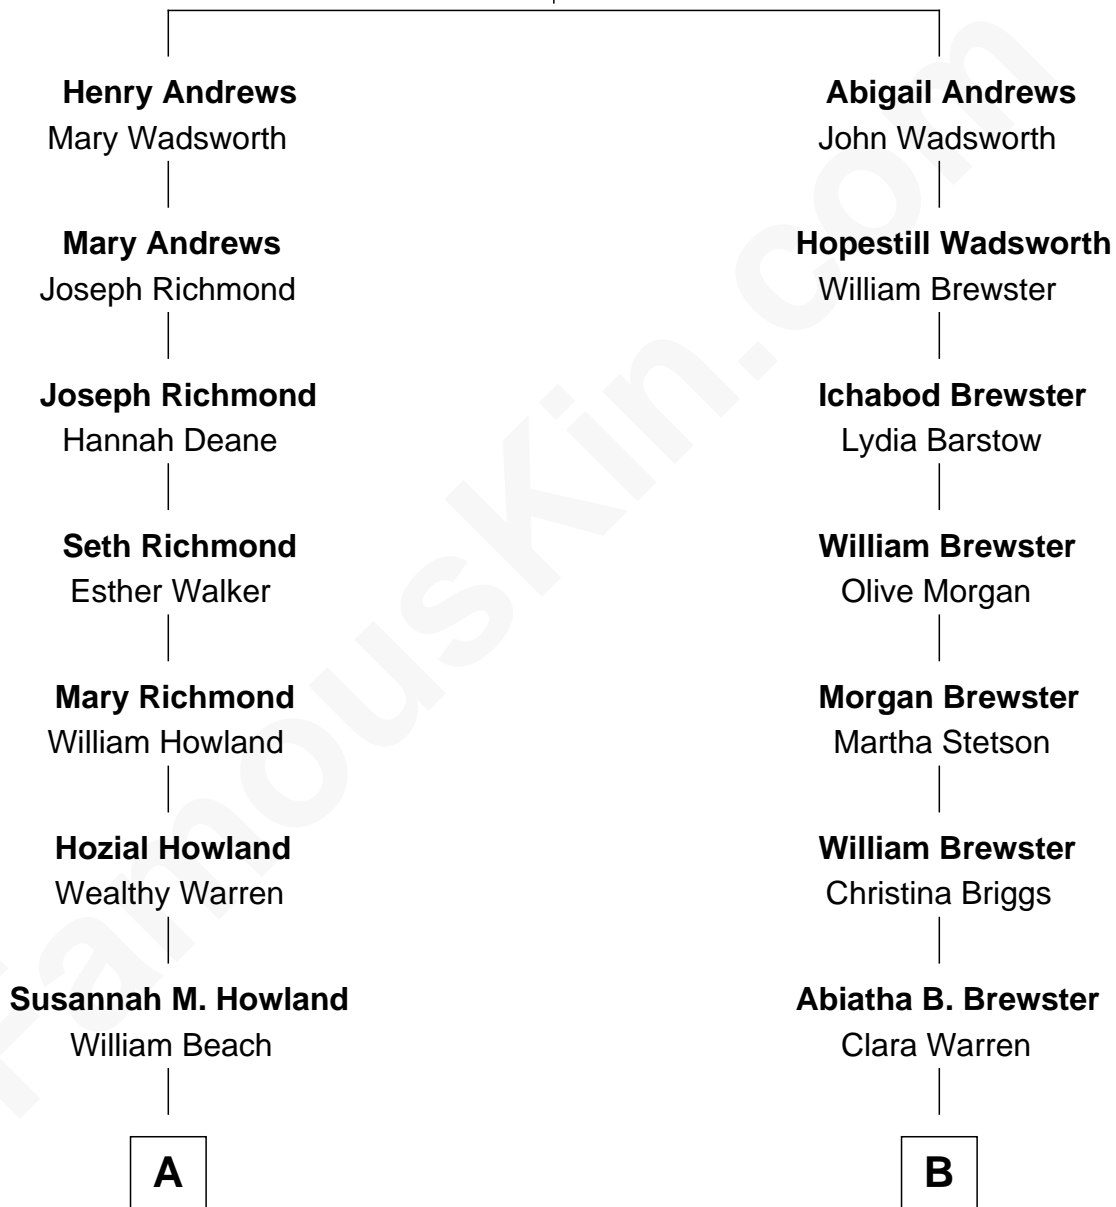 Henry Andrews
Mary Wadsworth
Mary Andrews
Joseph Richmond
Joseph Richmond
Hannah Deane
Seth Richmond
Esther Walker
Mary Richmond
William Howland
Hozial Howland
Wealthy Warren
Susannah M. Howland
William Beach
A
Abigail Andrews
John Wadsworth
Hopestill Wadsworth
William Brewster
Ichabod Brewster
Lydia Barstow
William Brewster
Olive Morgan
Morgan Brewster
Martha Stetson
William Brewster
Christina Briggs
Abiatha B. Brewster
Clara Warren
B
FamousKin.com